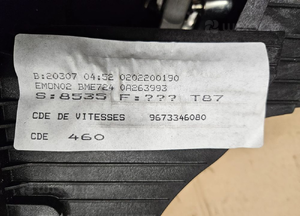 B:20307 04:52 0202200190
EMON02 BME724 0A263993
S:8535 F:??? T87
CDE DE VITESSES 9673346080
CDE 460